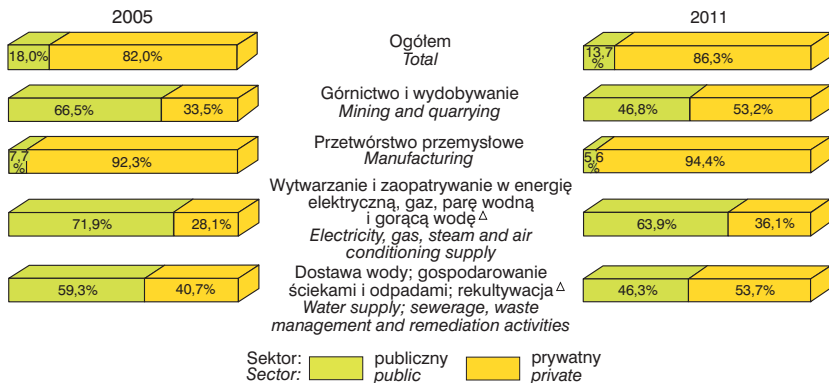 2005
2011
Ogółem
Total
18,0%
82,0%
13,7
%
86,3%
Górnictwo i wydobywanie
Mining and quarrying
66,5%
33,5%
46,8%
53,2%
Przetwórstwo przemysłowe
Manufacturing
7,7
%
92,3%
5,6
%
94,4%
Wytwarzanie i zaopatrywanie w energię
elektryczną, gaz, parę wodną
i gorącą wodę △
Electricity, gas, steam and air
conditioning supply
71,9%
28,1%
63,9%
36,1%
Dostawa wody; gospodarowanie
ściekami i odpadami; rekultywacja △
Water supply; sewerage, waste
management and remediation activities
59,3%
40,7%
46,3%
53,7%
Sektor: publiczny prywatny
Sector: public private